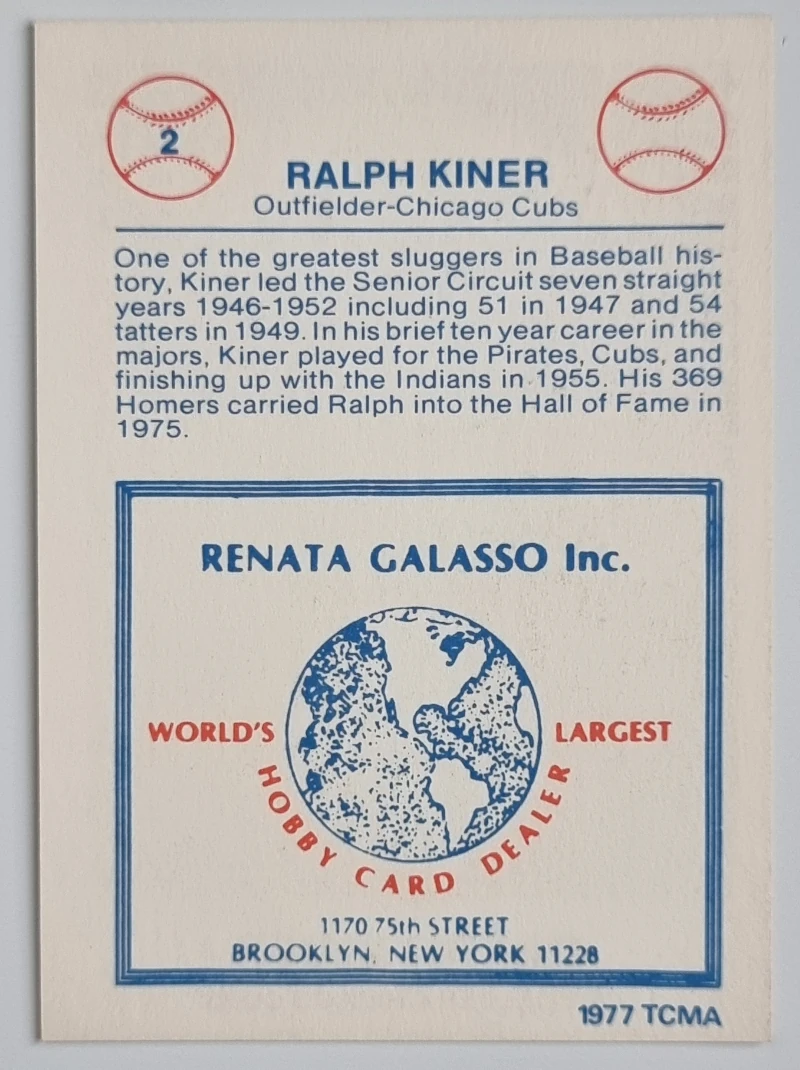 2
RALPH KINER
Outfielder-Chicago Cubs
One of the greatest sluggers in Baseball his-
tory, Kiner led the Senior Circuit seven straight
years 1946-1952 including 51 in 1947 and 54
tatters in 1949. In his brief ten year career in the
majors, Kiner played for the Pirates, Cubs, and
finishing up with the Indians in 1955. His 369
Homers carried Ralph into the Hall of Fame in
1975.
RENATA GALASSO Inc.
WORLD'S LARGEST
HOBBY CARD DEALER
1170 75th STREET
BROOKLYN, NEW YORK 11228
1977 TCMA